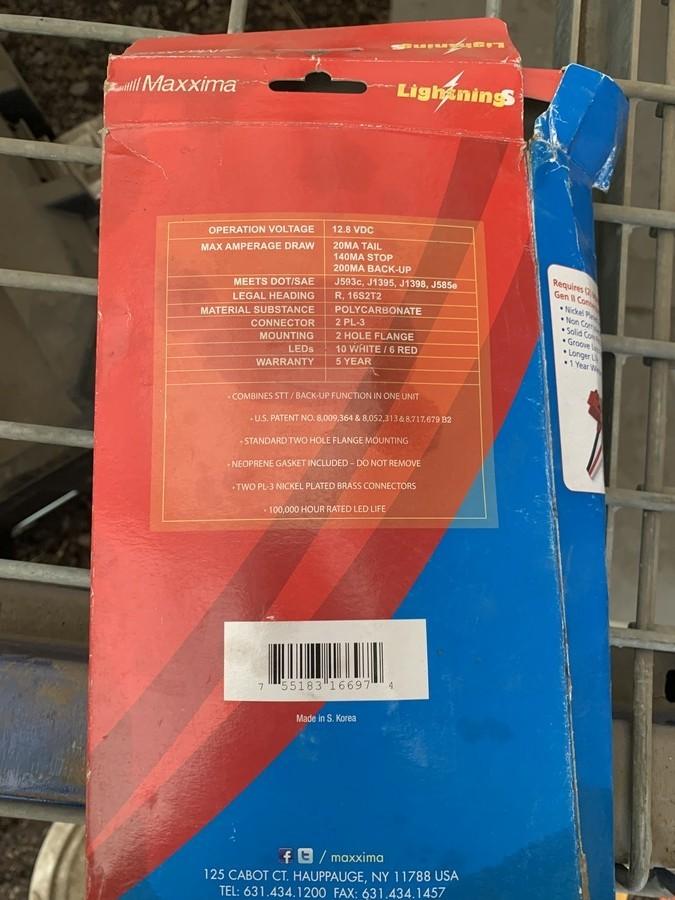 Maxxima
Lightning S
OPERATION VOLTAGE 12.8 VDC
MAX AMPERAGE DRAW 20MA TAIL
140MA STOP
200MA BACK-UP
MEETS DOT/SAE J593c, J1395, J1398, J585e
LEGAL HEADING R, 16S2T2
MATERIAL SUBSTANCE POLYCARBONATE
CONNECTOR 2 PL-3
MOUNTING 2 HOLE FLANGE
LEDs 10 WHITE / 6 RED
WARRANTY 5 YEAR
• COMBINES STT / BACK-UP FUNCTION IN ONE UNIT
• U.S. PATENT NO. 8,009,364 & 8,052,313 & 8,717,679 B2
• STANDARD TWO HOLE FLANGE MOUNTING
• NEOPRENE GASKET INCLUDED – DO NOT REMOVE
• TWO PL-3 NICKEL PLATED BRASS CONNECTORS
• 100,000 HOUR RATED LED LIFE
7 55183 16697 4
Made in S. Korea
/ maxxima
125 CABOT CT. HAUPPAUGE, NY 11788 USA
TEL: 631.434.1200 FAX: 631.434.1457
Requires
Gen II
• Nickel
• Non
• Solid
• Groove
• Longer
• 1 Year